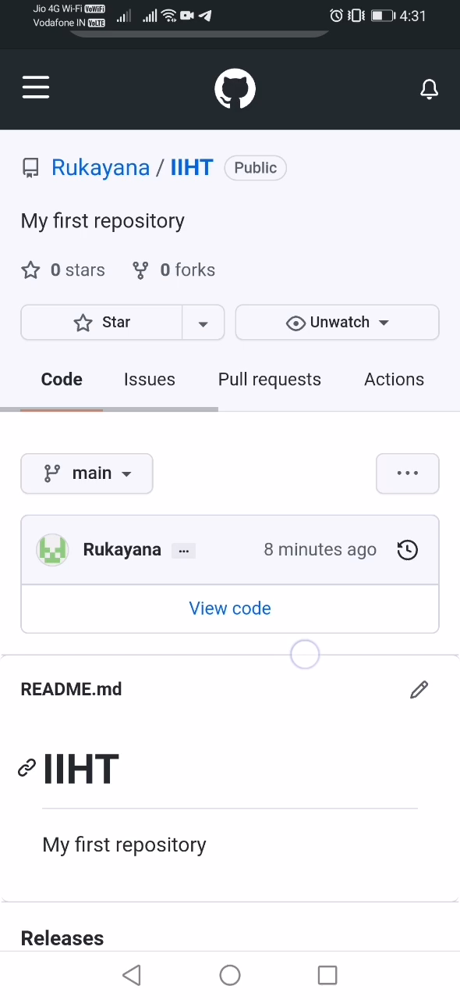 Jio 4G Wi-Fi VoWiFi
Vodafone IN VoLTE
4:31
Rukayana / IIHT Public
My first repository
0 stars 0 forks
Star Unwatch
Code Issues Pull requests Actions
main
Rukayana ... 8 minutes ago
View code
README.md
IIHT
My first repository
Releases